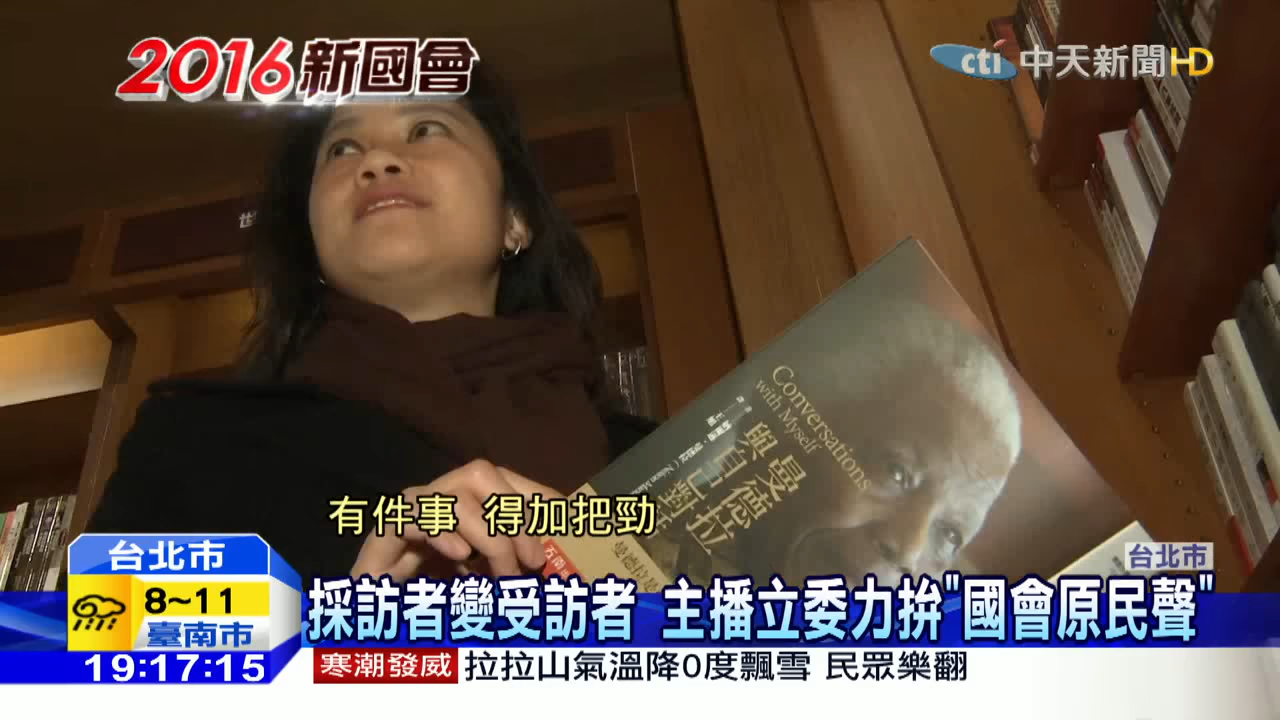 2016新國會
cti 中天新聞HD
世
Conversations
with Myself
曼德拉
與自己對
有件事 得加把勁
台北市
台北市
8~11
臺南市
採訪者變受訪者 主播立委力拚"國會原民聲"
19:17:15
寒潮發威 拉拉山氣溫降0度飄雪 民眾樂翻